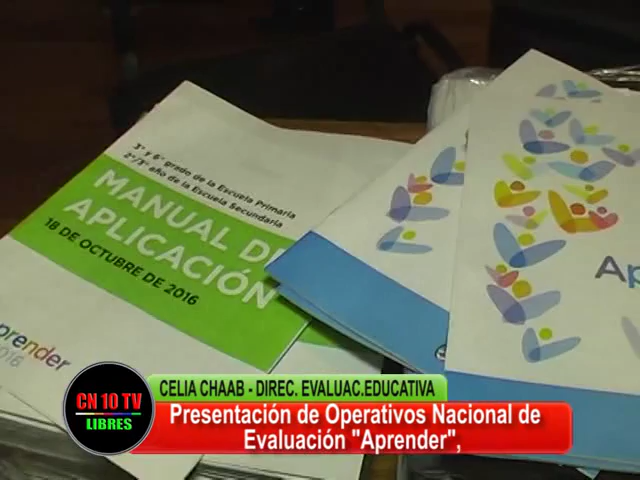 3° Y 6° grado de la Escuela Primaria
2°/3° año de la Escuela Secundaria
MANUAL DE
APLICACIÓN
18 DE OCTUBRE DE 2016
prender
2016
Ap
CELIA CHAAB - DIREC. EVALUAC.EDUCATIVA
CN 10 TV
LIBRES
Presentación de Operativos Nacional de
Evaluación "Aprender",